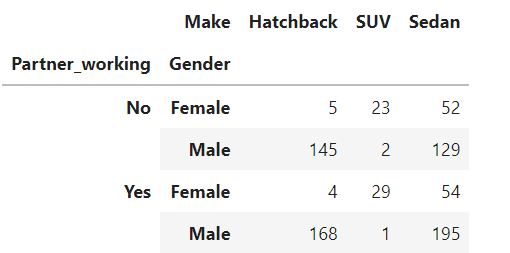 Make Hatchback SUV Sedan
Partner_working Gender
No Female 5 23 52
Male 145 2 129
Yes Female 4 29 54
Male 168 1 195